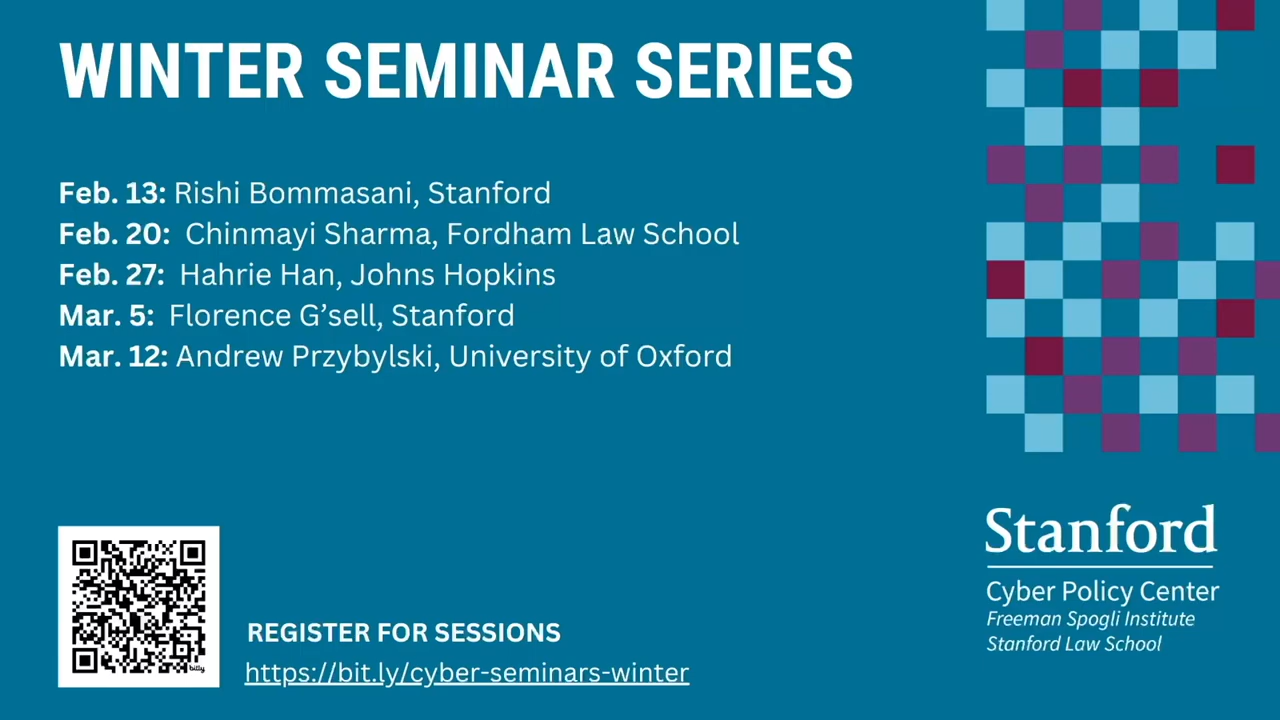 WINTER SEMINAR SERIES
Feb. 13: Rishi Bommasani, Stanford
Feb. 20: Chinmayi Sharma, Fordham Law School
Feb. 27: Hahrie Han, Johns Hopkins
Mar. 5: Florence G’sell, Stanford
Mar. 12: Andrew Przybylski, University of Oxford
bitly
REGISTER FOR SESSIONS
https://bit.ly/cyber-seminars-winter
Stanford
Cyber Policy Center
Freeman Spogli Institute
Stanford Law School